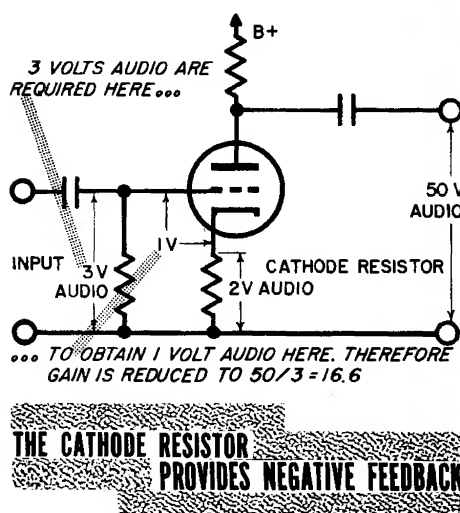 B+
3 VOLTS AUDIO ARE
REQUIRED HERE...
50 V
AUDIO
1V
INPUT
3V
AUDIO
CATHODE RESISTOR
2V AUDIO
... TO OBTAIN 1 VOLT AUDIO HERE. THEREFORE
GAIN IS REDUCED TO 50/3 = 16.6
THE CATHODE RESISTOR
PROVIDES NEGATIVE FEEDBACK